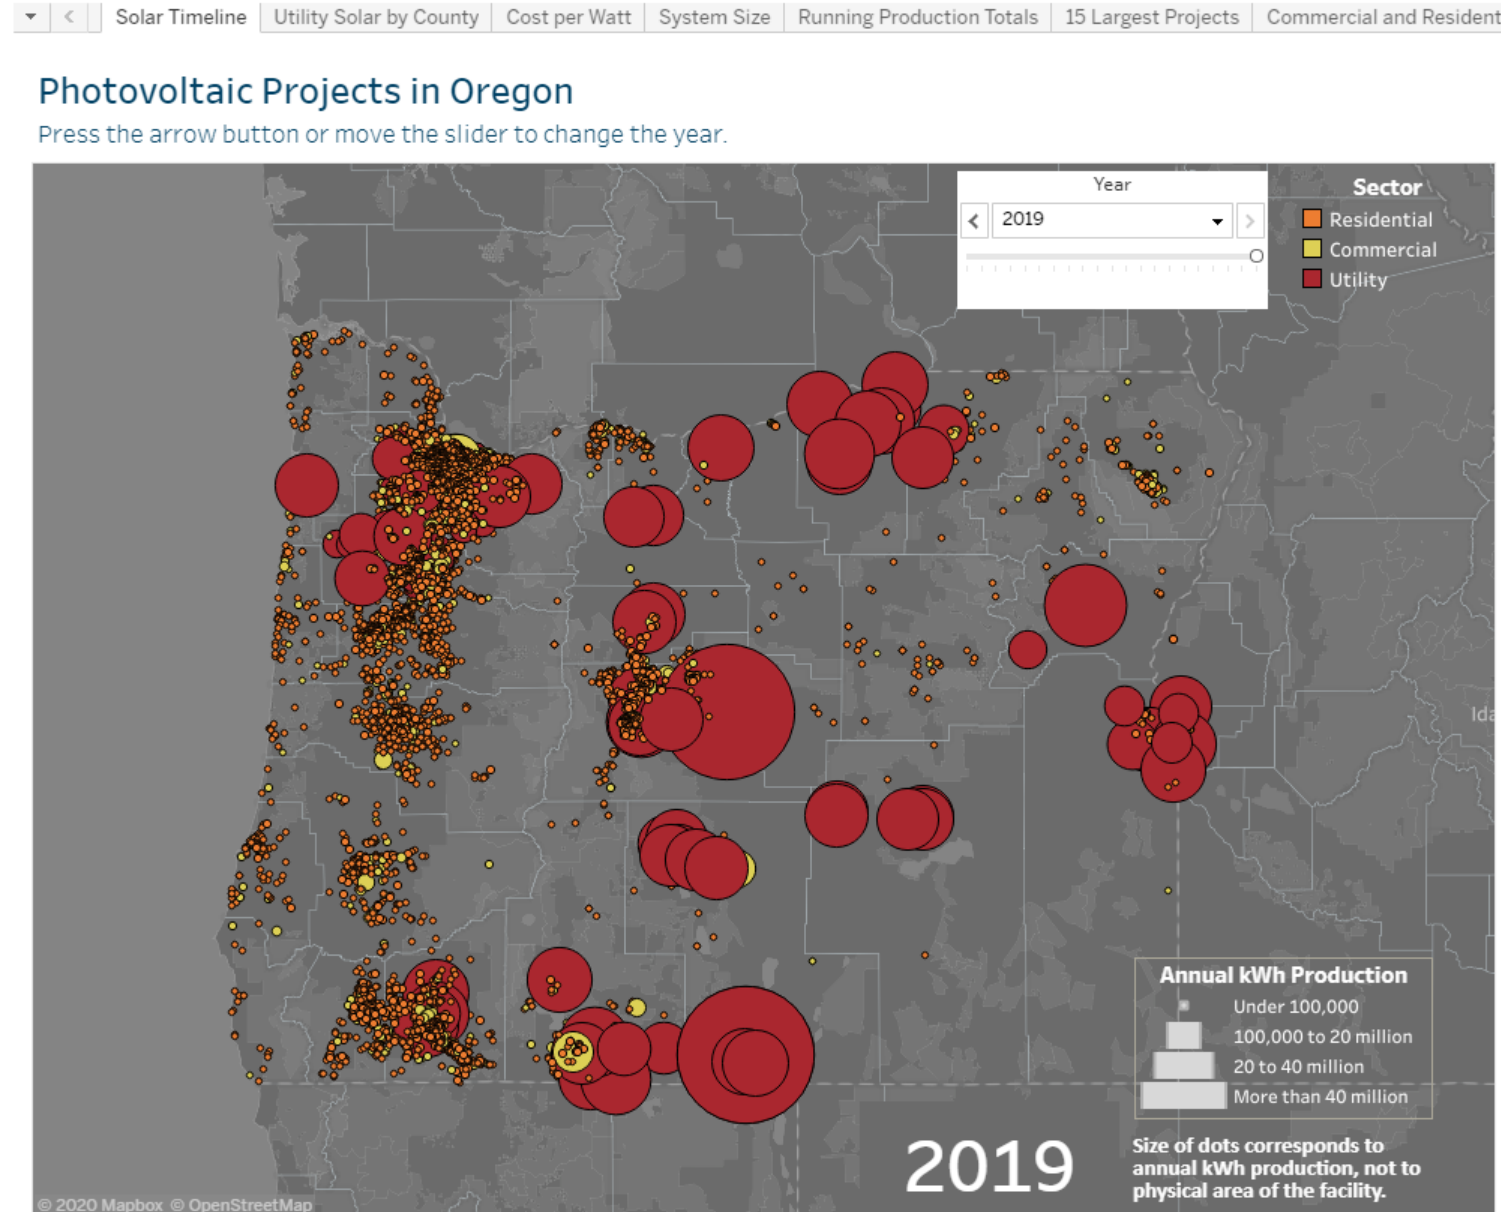 Solar Timeline
Utility Solar by County
Cost per Watt
System Size
Running Production Totals
15 Largest Projects
Commercial and Resident
Photovoltaic Projects in Oregon
Press the arrow button or move the slider to change the year.
Year
2019
Sector
Residential
Commercial
Utility
Ida
Annual kWh Production
Under 100,000
100,000 to 20 million
20 to 40 million
More than 40 million
2019
Size of dots corresponds to
annual kWh production, not to
physical area of the facility.
© 2020 Mapbox © OpenStreetMap